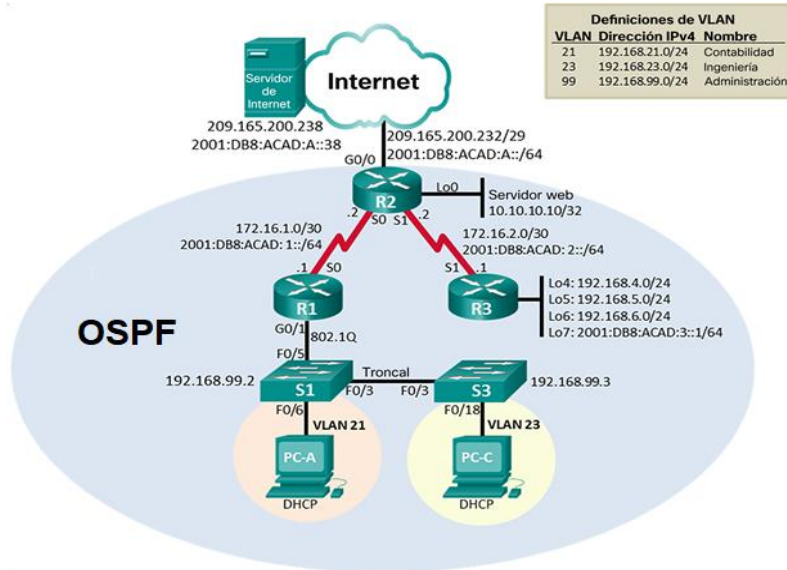 Definiciones de VLAN
VLAN Dirección IPv4 Nombre
21 192.168.21.0/24 Contabilidad
23 192.168.23.0/24 Ingeniería
99 192.168.99.0/24 Administración
Servidor
de
Internet
Internet
209.165.200.238
2001:DB8:ACAD:A::38
209.165.200.232/29
2001:DB8:ACAD:A::/64
G0/0
R2
Lo0
Servidor web
10.10.10.10/32
.2
S0
S1
.2
172.16.1.0/30
2001:DB8:ACAD: 1::/64
172.16.2.0/30
2001:DB8:ACAD: 2::/64
.1
S0
S1
.1
R1
R3
Lo4: 192.168.4.0/24
Lo5: 192.168.5.0/24
Lo6: 192.168.6.0/24
Lo7: 2001:DB8:ACAD:3::1/64
OSPF
G0/1
802.1Q
F0/5
192.168.99.2
S1
F0/3
Troncal
F0/3
S3
192.168.99.3
F0/6
F0/18
VLAN 21
VLAN 23
PC-A
PC-C
DHCP
DHCP